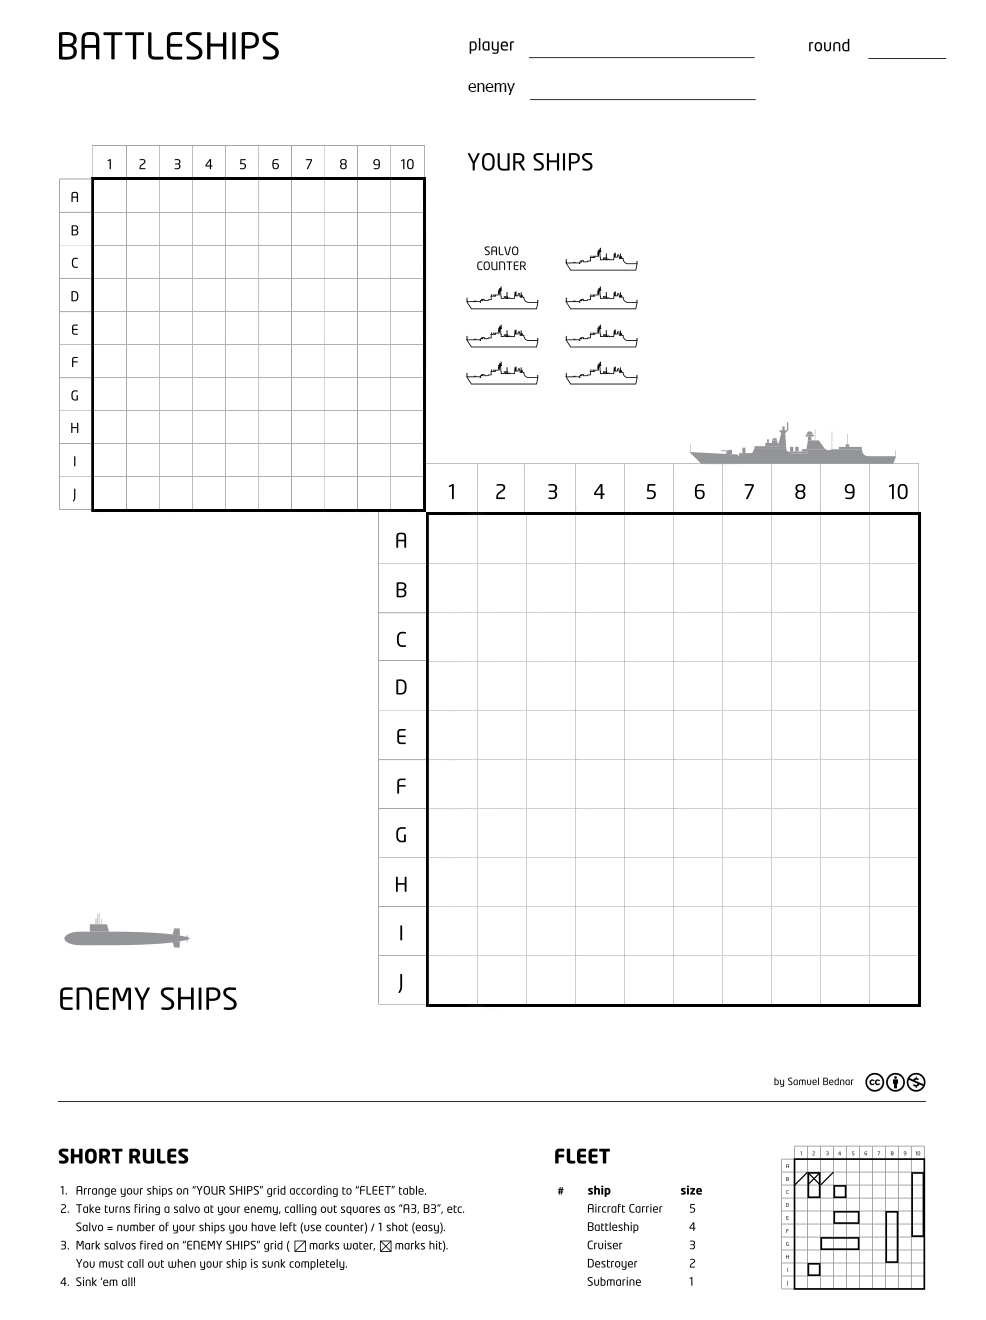 BATTLESHIPS
player
round
enemy
1 2 3 4 5 6 7 8 9 10
A
B
C
D
E
F
G
H
I
J
YOUR SHIPS
SALVO
COUNTER
1 2 3 4 5 6 7 8 9 10
A
B
C
D
E
F
G
H
I
J
ENEMY SHIPS
by Samuel Bednar
cc
SHORT RULES
1. Arrange your ships on “YOUR SHIPS” grid according to “FLEET” table.
2. Take turns firing a salvo at your enemy, calling out squares as “A3, B3”, etc.
Salvo = number of your ships you have left (use counter) / 1 shot (easy).
3. Mark salvos fired on “ENEMY SHIPS” grid ( marks water, marks hit).
You must call out when your ship is sunk completely.
4. Sink ‘em all!
FLEET
# ship size
Aircraft Carrier 5
Battleship 4
Cruiser 3
Destroyer 2
Submarine 1
1 2 3 4 5 6 7 8 9 10
A
B
C
D
E
F
G
H
I
J